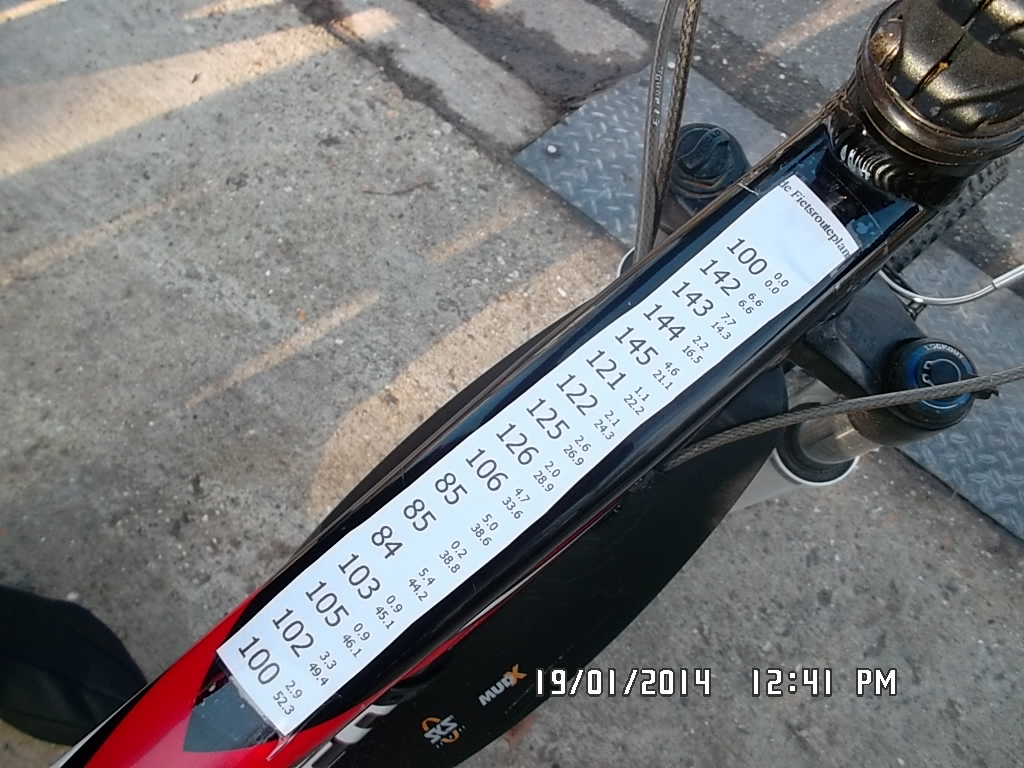 de Fietsrouteplan
100 0.0 0.0
142 6.6 6.6
143 7.7 14.3
144 2.2 16.5
145 4.6 21.1
121 1.1 22.2
122 2.1 24.3
125 2.6 26.9
126 2.0 28.9
106 4.7 33.6
85 5.0 38.6
85 0.2 38.8
84 5.4 44.2
103 0.9 45.1
105 0.9 46.1
102 3.3 49.4
100 2.9 52.3
LOCKOUT
MUDX
SKS
19/01/2014 12:41 PM